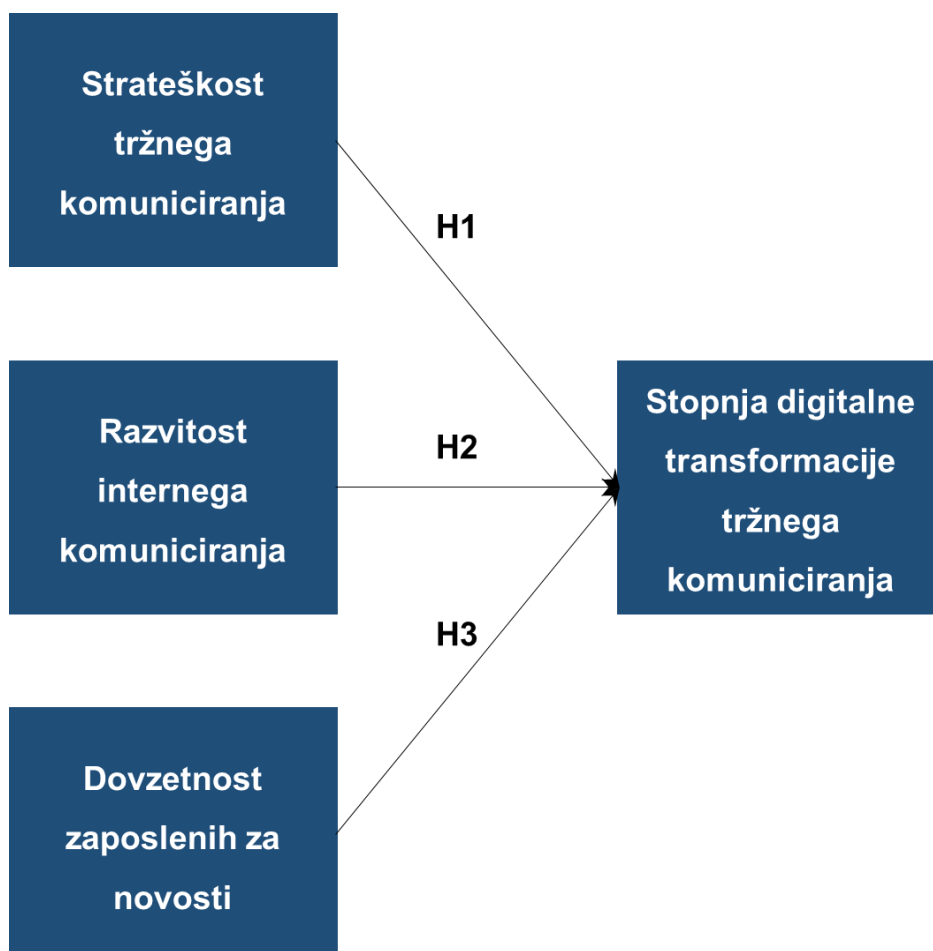 Strateškost
tržnega
komuniciranja
H1
Razvitost
internega
komuniciranja
H2
Stopnja digitalne
transformacije
tržnega
komuniciranja
H3
Dovzetnost
zaposlenih za
novosti